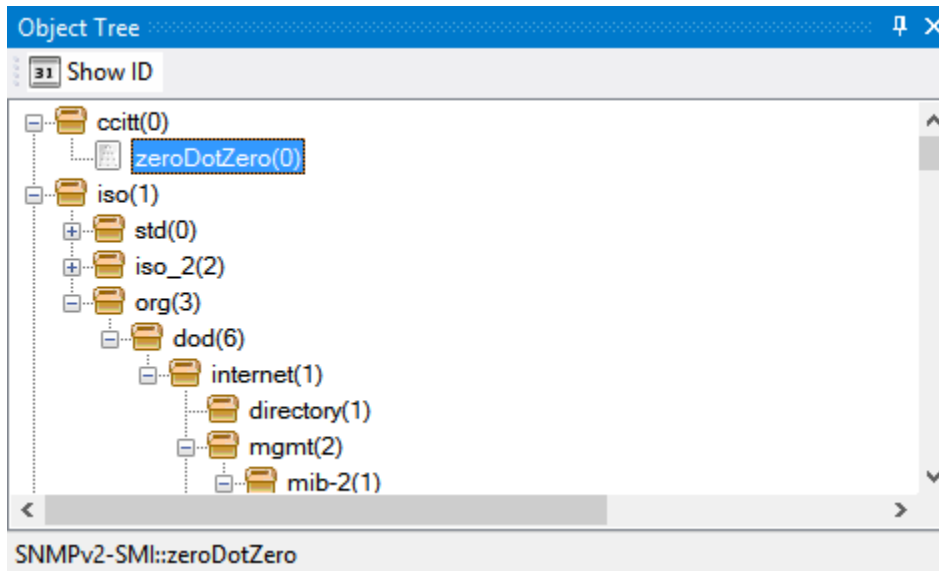 Object Tree
31 Show ID
ccitt(0)
zeroDotZero(0)
iso(1)
std(0)
iso_2(2)
org(3)
dod(6)
internet(1)
directory(1)
mgmt(2)
mib-2(1)
SNMPv2-SMI::zeroDotZero